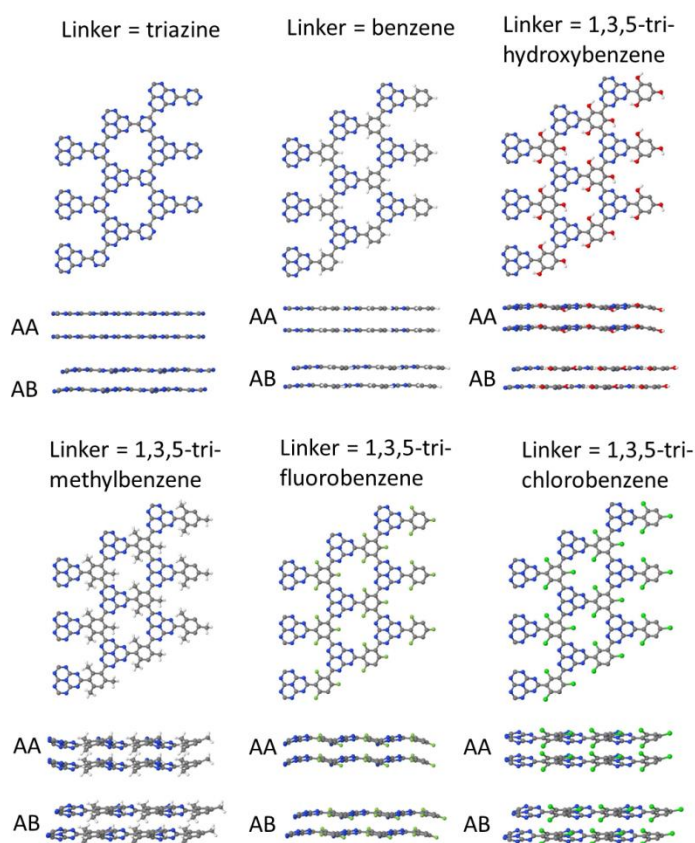 Linker = triazine
Linker = benzene
Linker = 1,3,5-tri-
hydroxybenzene
AA
AB
AA
AB
AA
AB
Linker = 1,3,5-tri-
methylbenzene
Linker = 1,3,5-tri-
fluorobenzene
Linker = 1,3,5-tri-
chlorobenzene
AA
AB
AA
AB
AA
AB